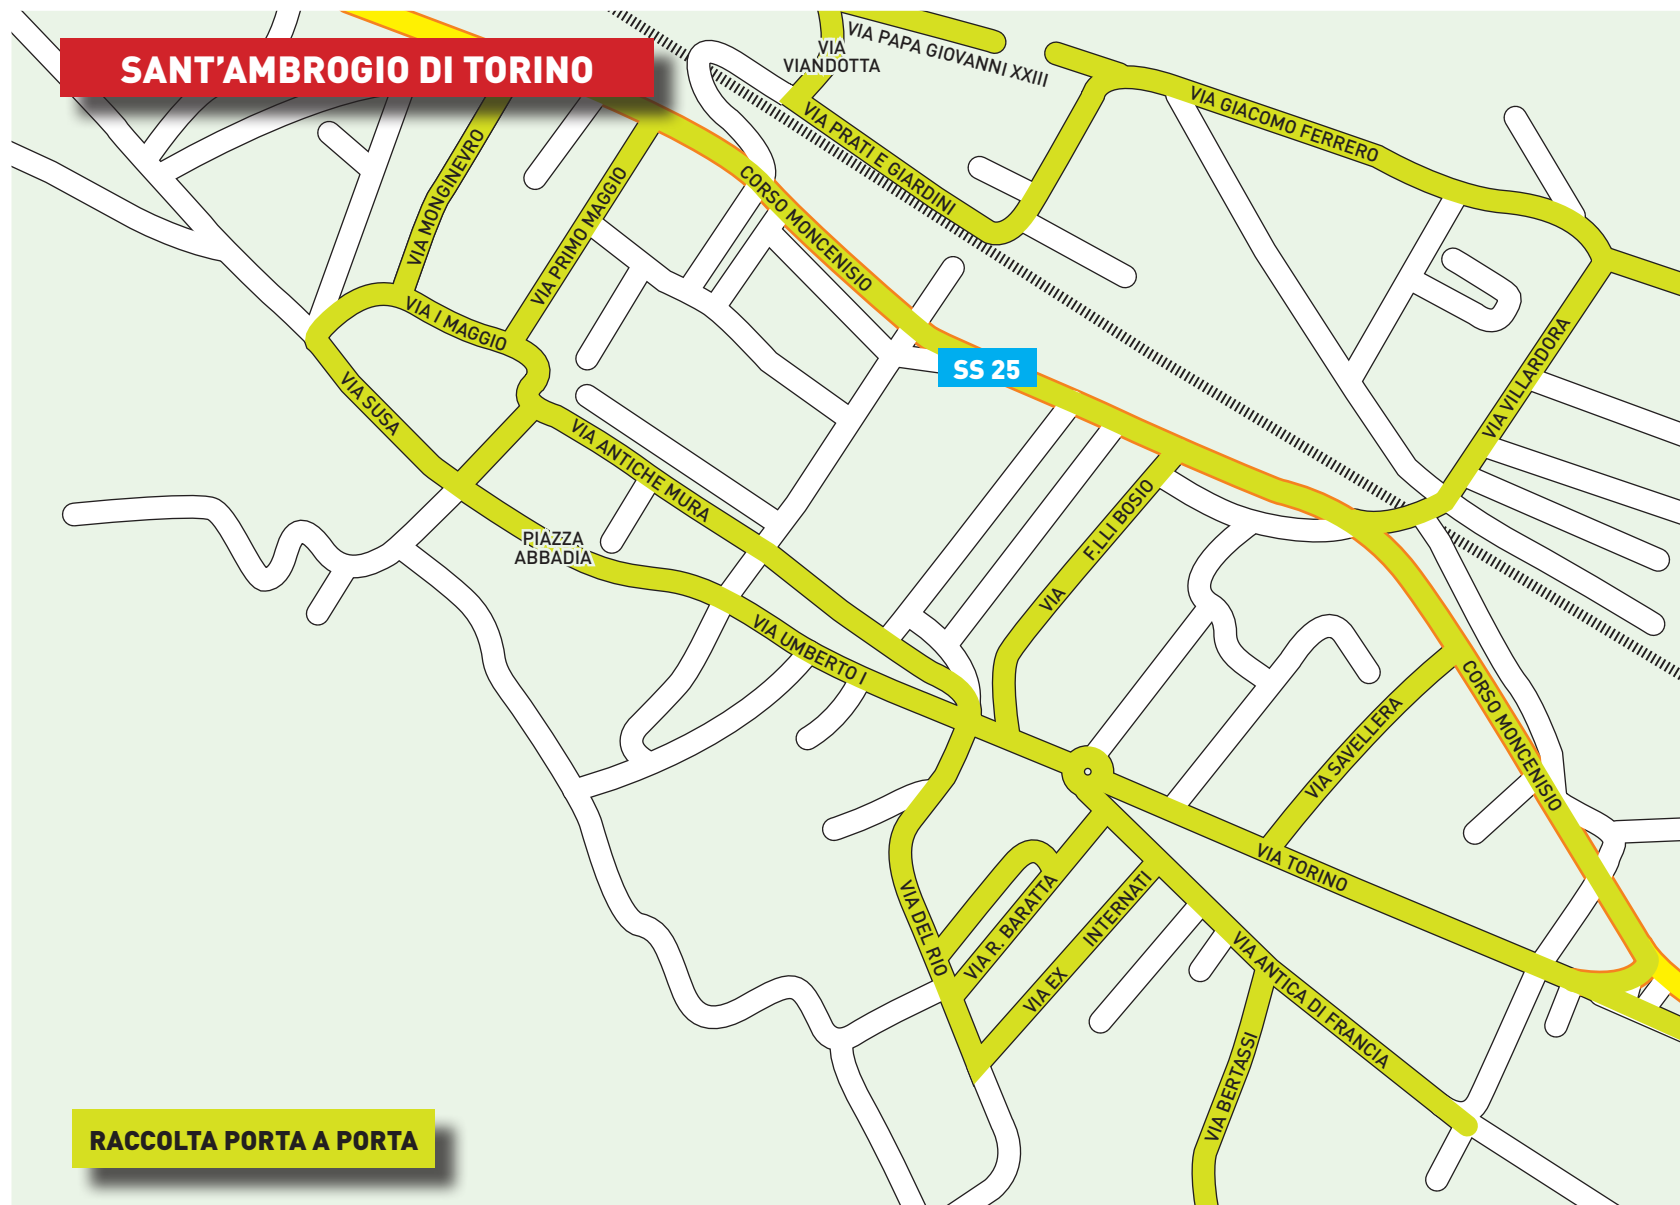 SANT'AMBROGIO DI TORINO
VIA PAPA GIOVANNI XXIII
VIA
VIANDOTTA
VIA GIACOMO FERRERO
VIA PRATI E GIARDINI
VIA MONGINEVRO
VIA PRIMO MAGGIO
CORSO MONCENISIO
VIA I MAGGIO
SS 25
VIA VILLARDORA
VIA SUSA
VIA ANTICHE MURA
PIAZZA
ABBADIA
VIA F.LLI BOSIO
VIA UMBERTO I
CORSO MONCENISIO
VIA SAVELLERA
VIA TORINO
VIA DEL RIO
VIA R. BARATTA
VIA EX INTERNATI
VIA ANTICA DI FRANCIA
VIA BERTASSI
RACCOLTA PORTA A PORTA